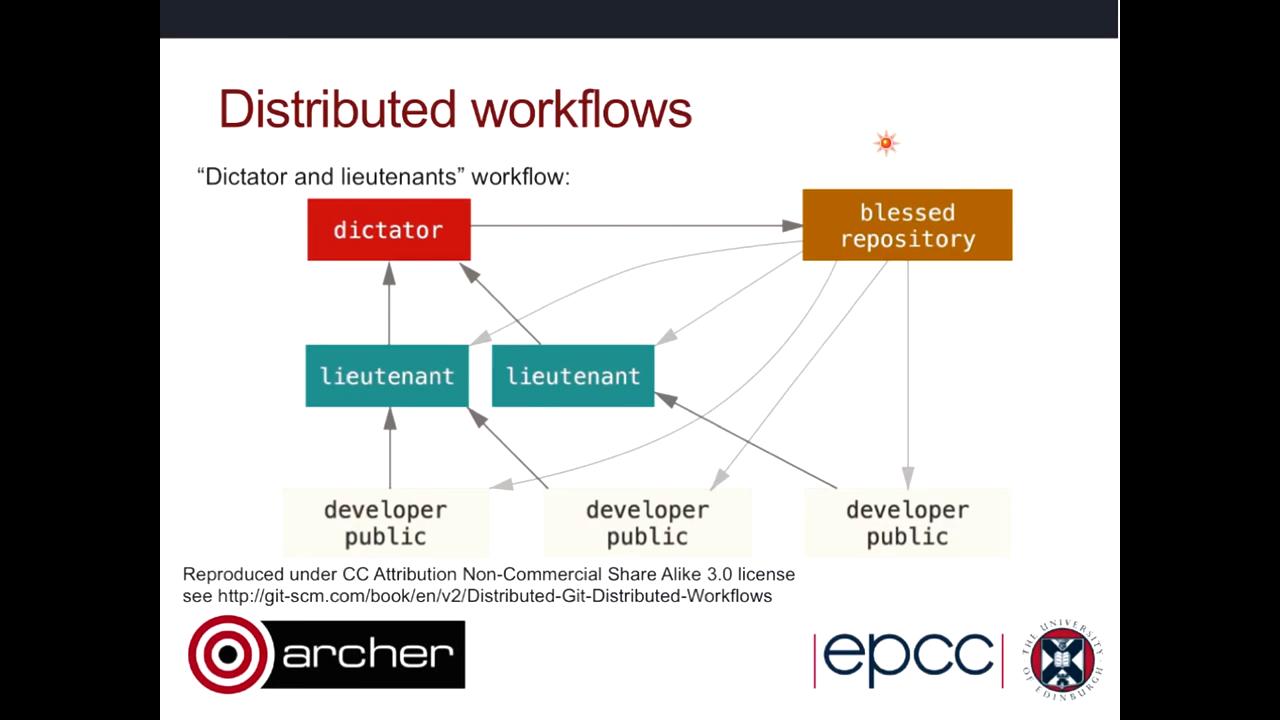 Distributed workflows
“Dictator and lieutenants” workflow:
dictator
blessed
repository
lieutenant
lieutenant
developer
public
developer
public
developer
public
Reproduced under CC Attribution Non-Commercial Share Alike 3.0 license
see http://git-scm.com/book/en/v2/Distributed-Git-Distributed-Workflows
archer
epcc
THE UNIVERSITY
OF EDINBURGH